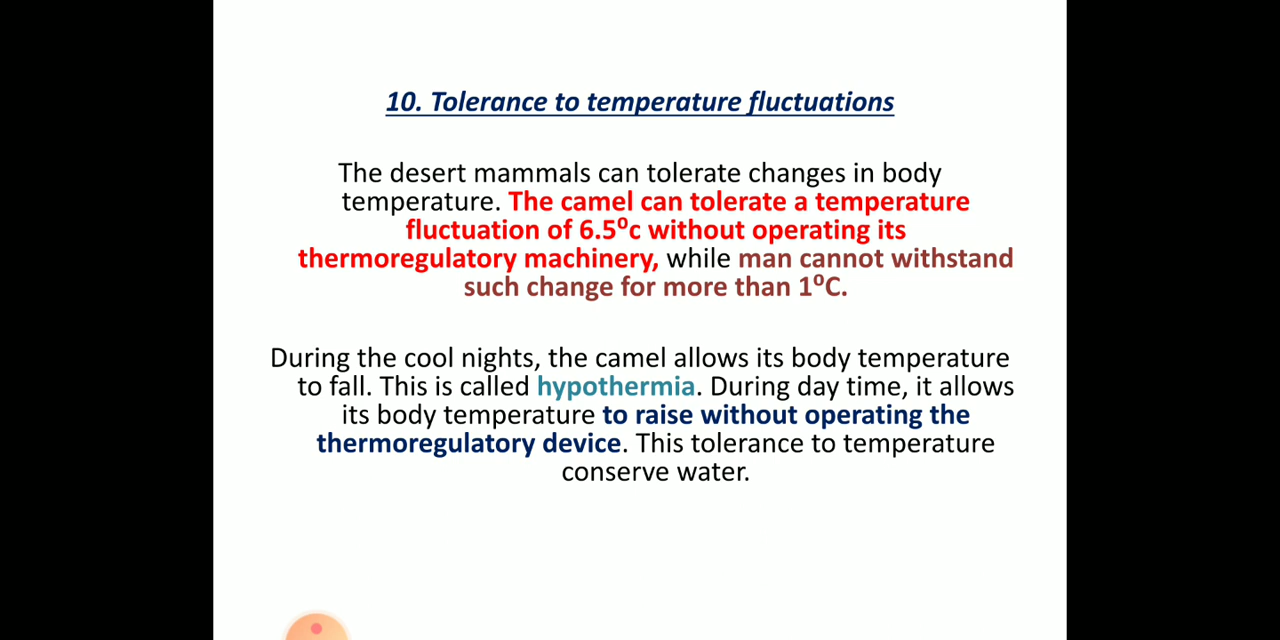 10. Tolerance to temperature fluctuations
The desert mammals can tolerate changes in body
temperature. The camel can tolerate a temperature
fluctuation of 6.5⁰c without operating its
thermoregulatory machinery, while man cannot withstand
such change for more than 1⁰C.
During the cool nights, the camel allows its body temperature
to fall. This is called hypothermia. During day time, it allows
its body temperature to raise without operating the
thermoregulatory device. This tolerance to temperature
conserve water.